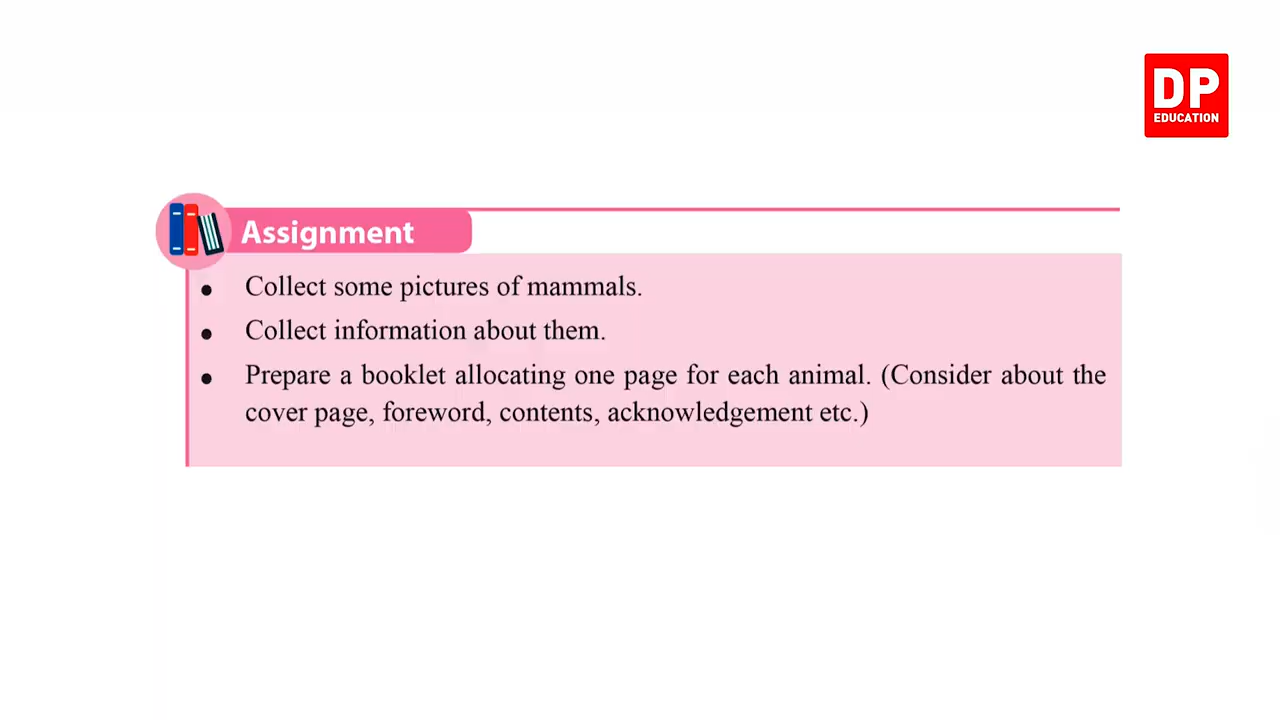 DP
EDUCATION
Assignment
• Collect some pictures of mammals.
• Collect information about them.
• Prepare a booklet allocating one page for each animal. (Consider about the
cover page, foreword, contents, acknowledgement etc.)